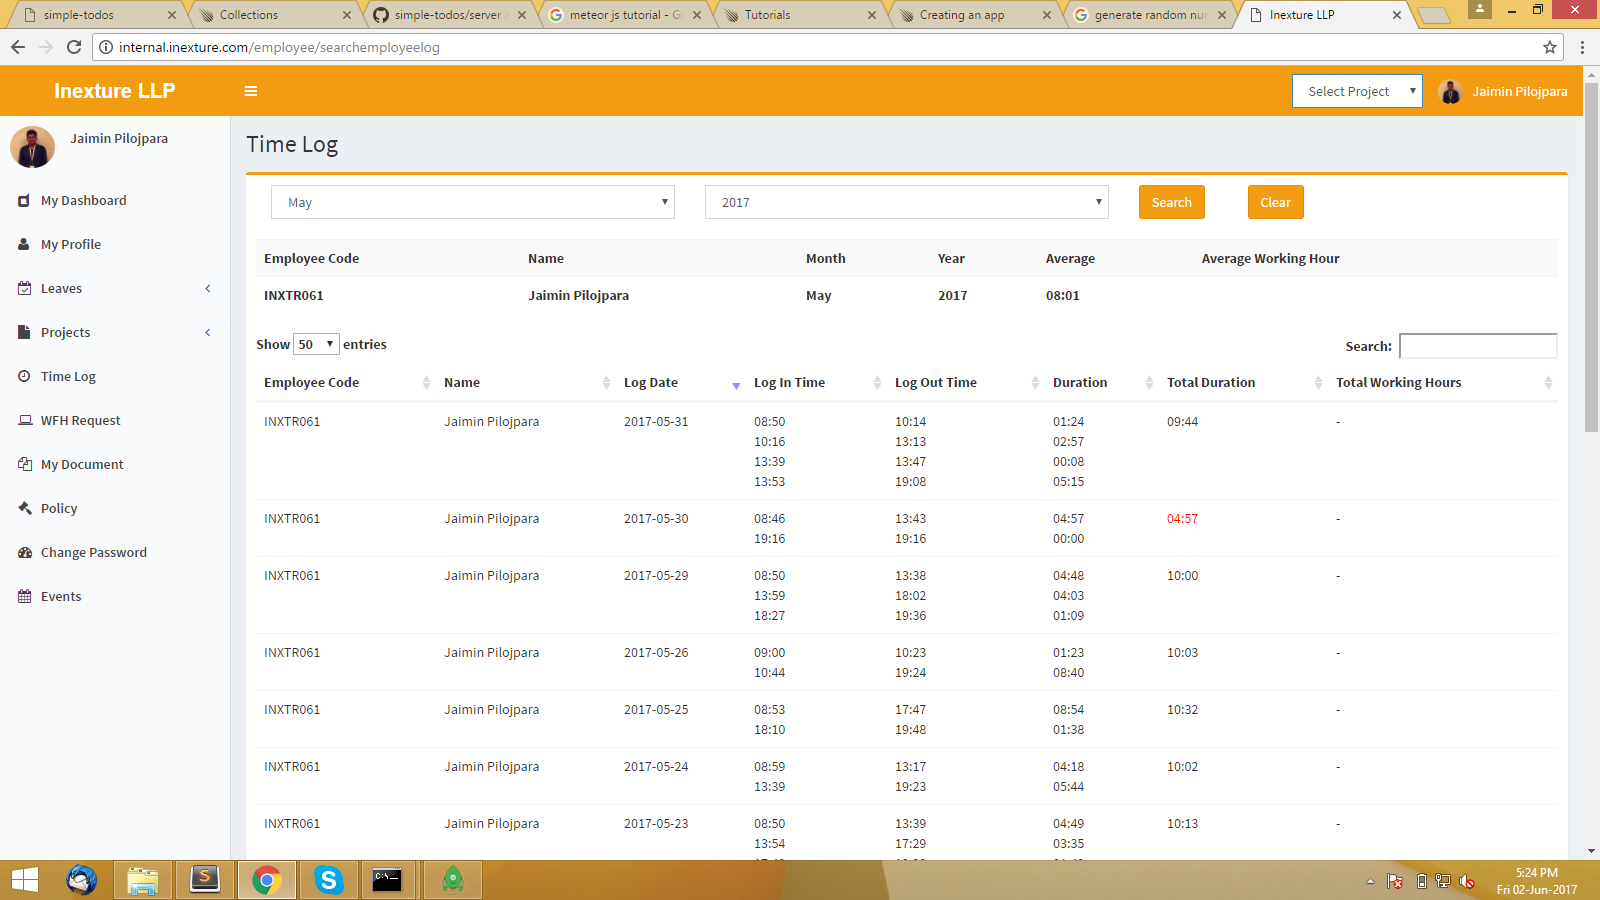 simple-todos
Collections
simple-todos/server a
meteor js tutorial - Go
Tutorials
Creating an app
generate random num
Inexture LLP
internal.inexture.com/employee/searchemployeelog
Inexture LLP
Select Project
Jaimin Pilojpara
Jaimin Pilojpara
My Dashboard
My Profile
Leaves
Projects
Time Log
WFH Request
My Document
Policy
Change Password
Events
Time Log
May 2017 Search Clear
Employee Code Name Month Year Average Average Working Hour
INXTR061 Jaimin Pilojpara May 2017 08:01
Show 50 entries
Search:
Employee Code Name Log Date Log In Time Log Out Time Duration Total Duration Total Working Hours
INXTR061 Jaimin Pilojpara 2017-05-31 08:50 10:14 01:24 09:44 -
10:16 13:13 02:57
13:39 13:47 00:08
13:53 19:08 05:15
INXTR061 Jaimin Pilojpara 2017-05-30 08:46 13:43 04:57 04:57 -
19:16 19:16 00:00
INXTR061 Jaimin Pilojpara 2017-05-29 08:50 13:38 04:48 10:00 -
13:59 18:02 04:03
18:27 19:36 01:09
INXTR061 Jaimin Pilojpara 2017-05-26 09:00 10:23 01:23 10:03 -
10:44 19:24 08:40
INXTR061 Jaimin Pilojpara 2017-05-25 08:53 17:47 08:54 10:32 -
18:10 19:48 01:38
INXTR061 Jaimin Pilojpara 2017-05-24 08:59 13:17 04:18 10:02 -
13:39 19:23 05:44
INXTR061 Jaimin Pilojpara 2017-05-23 08:50 13:39 04:49 10:13 -
13:54 17:29 03:35
5:24 PM
Fri 02-Jun-2017